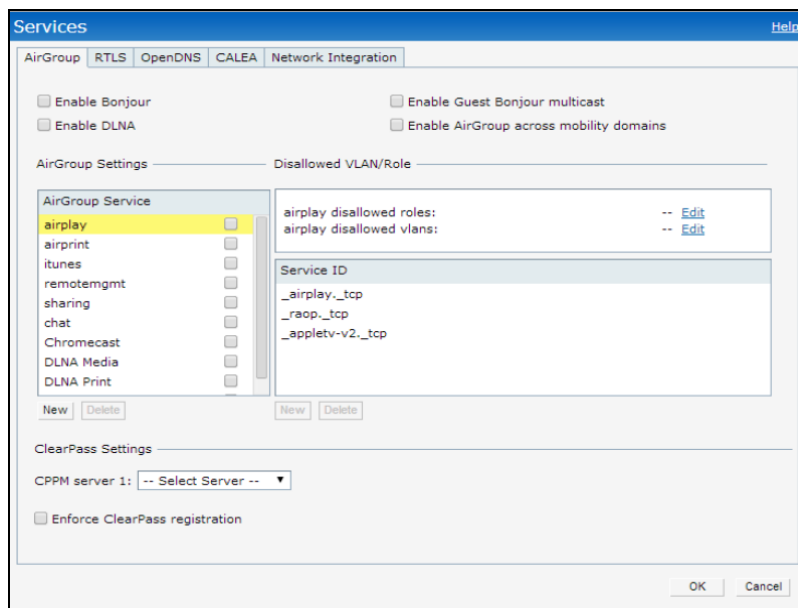 Services
Help
AirGroup RTLS OpenDNS CALEA Network Integration
Enable Bonjour Enable Guest Bonjour multicast
Enable DLNA Enable AirGroup across mobility domains
AirGroup Settings Disallowed VLAN/Role
AirGroup Service
airplay
airprint
itunes
remotemgmt
sharing
chat
Chromecast
DLNA Media
DLNA Print
New Delete
airplay disallowed roles: -- Edit
airplay disallowed vlans: -- Edit
Service ID
_airplay._tcp
_raop._tcp
_appletv-v2._tcp
New Delete
ClearPass Settings
CPPM server 1: -- Select Server --
Enforce ClearPass registration
OK Cancel